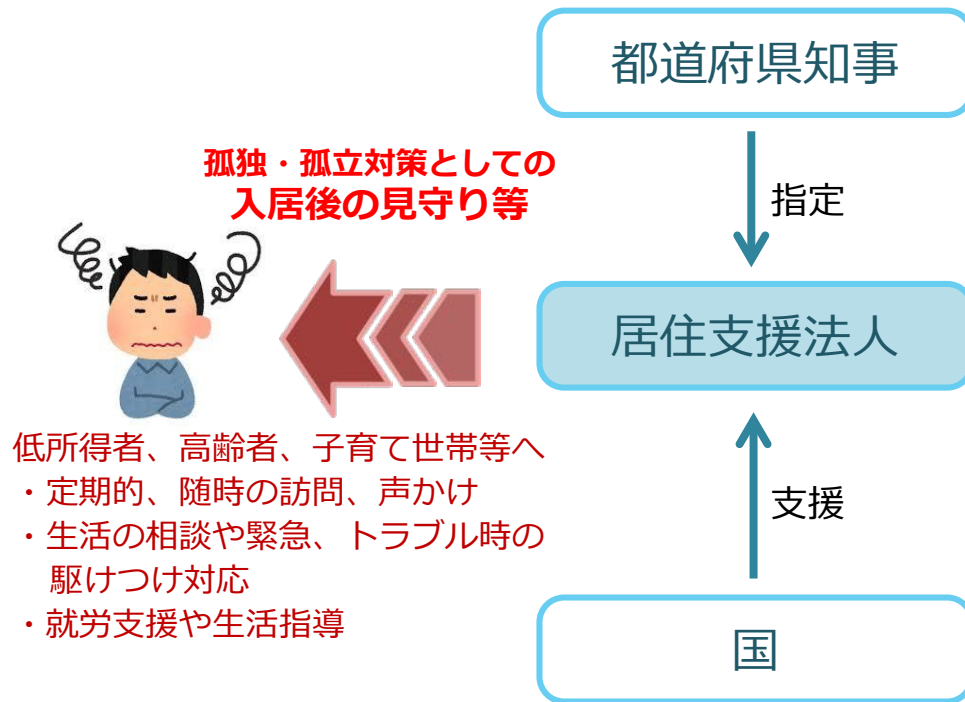 都道府県知事
孤独・孤立対策としての
入居後の見守り等
指定
居住支援法人
低所得者、高齢者、子育て世帯等へ
・定期的、随時の訪問、声かけ
・生活の相談や緊急、トラブル時の
駆けつけ対応
・就労支援や生活指導
支援
国